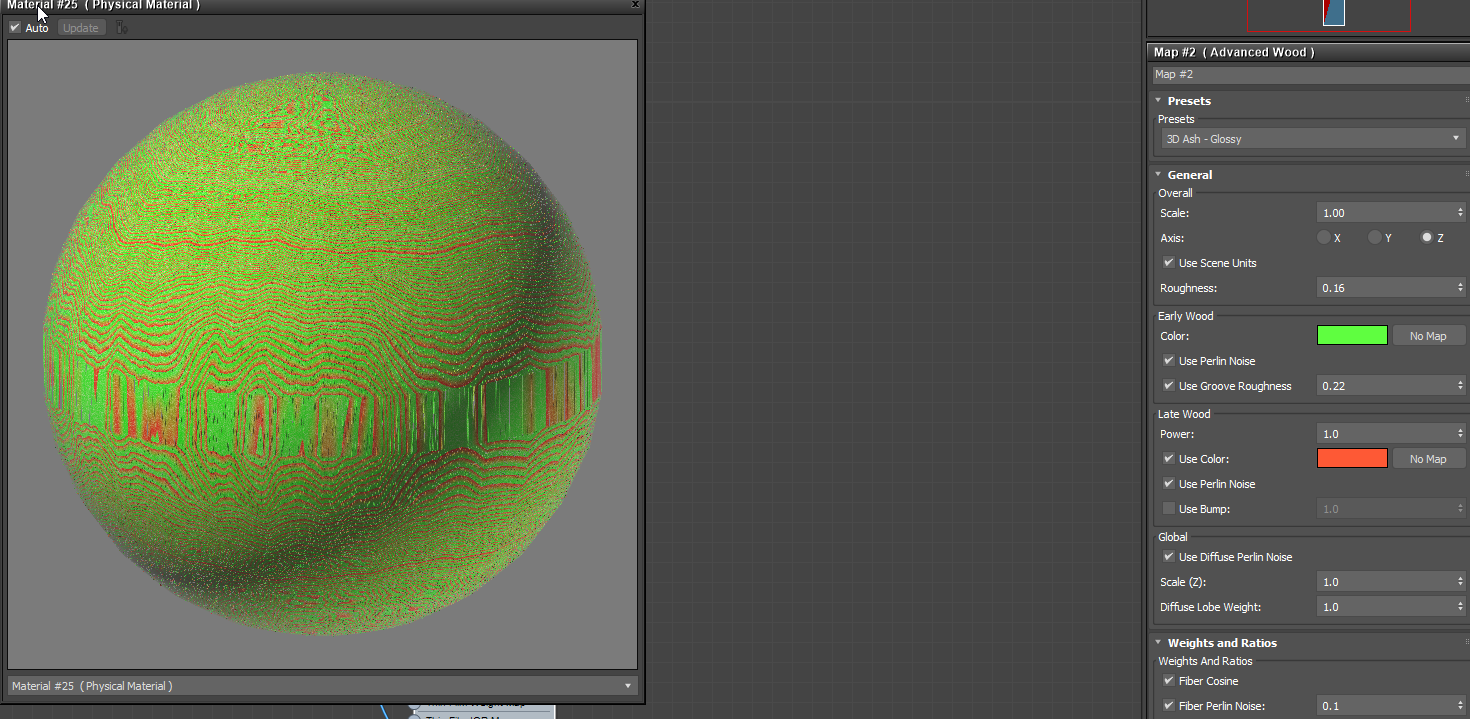 Material #25 ( Physical Material )
x
Auto
Update
Material #25 ( Physical Material )
Map #2 ( Advanced Wood )
Map #2
Presets
Presets
3D Ash - Glossy
General
Overall
Scale: 1.00
Axis: X Y Z
Use Scene Units
Roughness: 0.16
Early Wood
Color: No Map
Use Perlin Noise
Use Groove Roughness 0.22
Late Wood
Power: 1.0
Use Color: No Map
Use Perlin Noise
Use Bump: 1.0
Global
Use Diffuse Perlin Noise
Scale (Z): 1.0
Diffuse Lobe Weight: 1.0
Weights and Ratios
Weights And Ratios
Fiber Cosine
Fiber Perlin Noise: 0.1